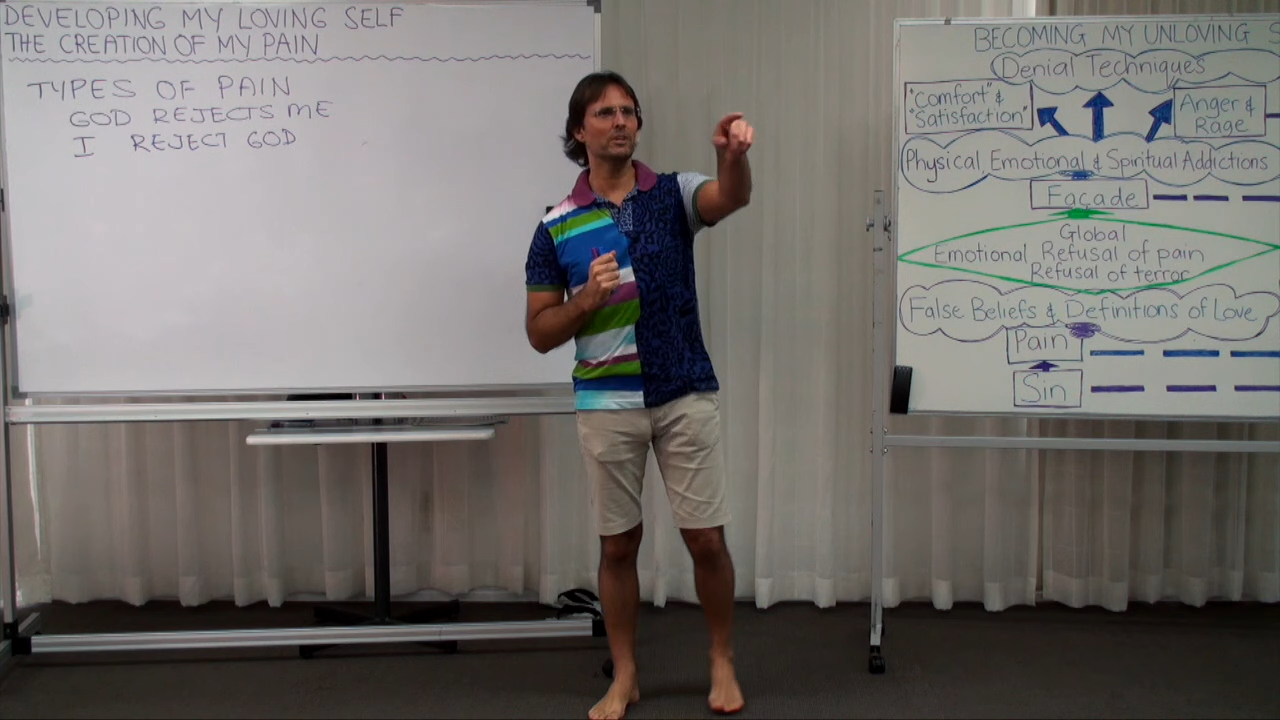 DEVELOPING MY LOVING SELF
THE CREATION OF MY PAIN
TYPES OF PAIN
GOD REJECTS ME
I REJECT GOD
BECOMING MY UNLOVING S
Denial Techniques
"Comfort" &
"Satisfaction"
Anger &
Rage
Physical Emotional & Spiritual Addictions
Façade
Global
Emotional Refusal of pain
Refusal of terror
False Beliefs & Definitions of Love
Pain
Sin